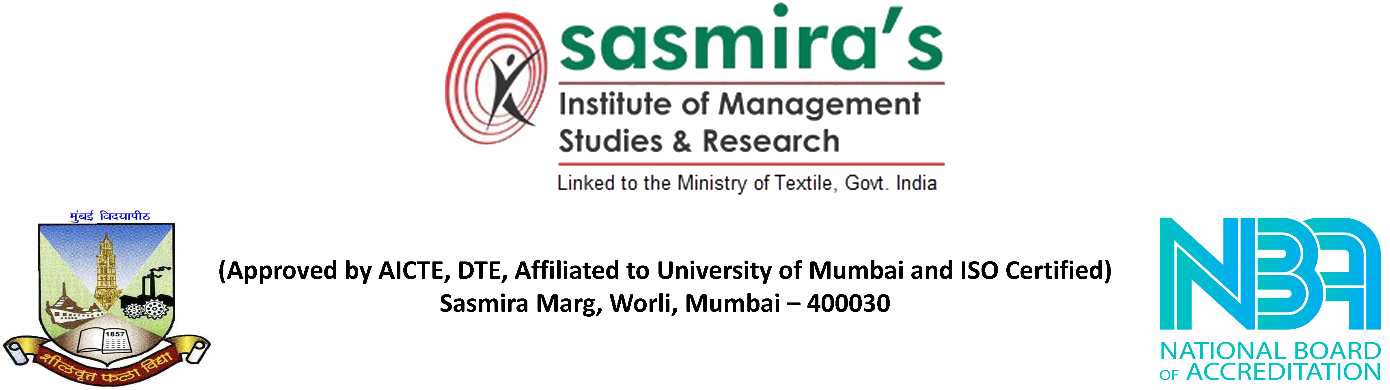 sasmira's
Institute of Management
Studies & Research
Linked to the Ministry of Textile, Govt. India
मुंबई विद्यापीठ
1857
शीलवृत्त फला विद्या
(Approved by AICTE, DTE, Affiliated to University of Mumbai and ISO Certified)
Sasmira Marg, Worli, Mumbai – 400030
NBA
NATIONAL BOARD
OF ACCREDITATION